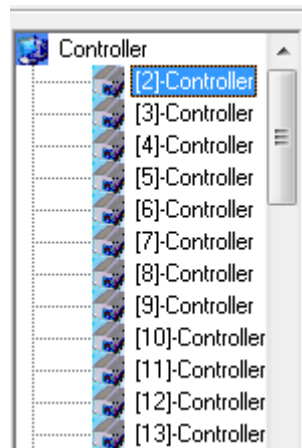 Controller
[2]-Controller
[3]-Controller
[4]-Controller
[5]-Controller
[6]-Controller
[7]-Controller
[8]-Controller
[9]-Controller
[10]-Controller
[11]-Controller
[12]-Controller
[13]-Controller